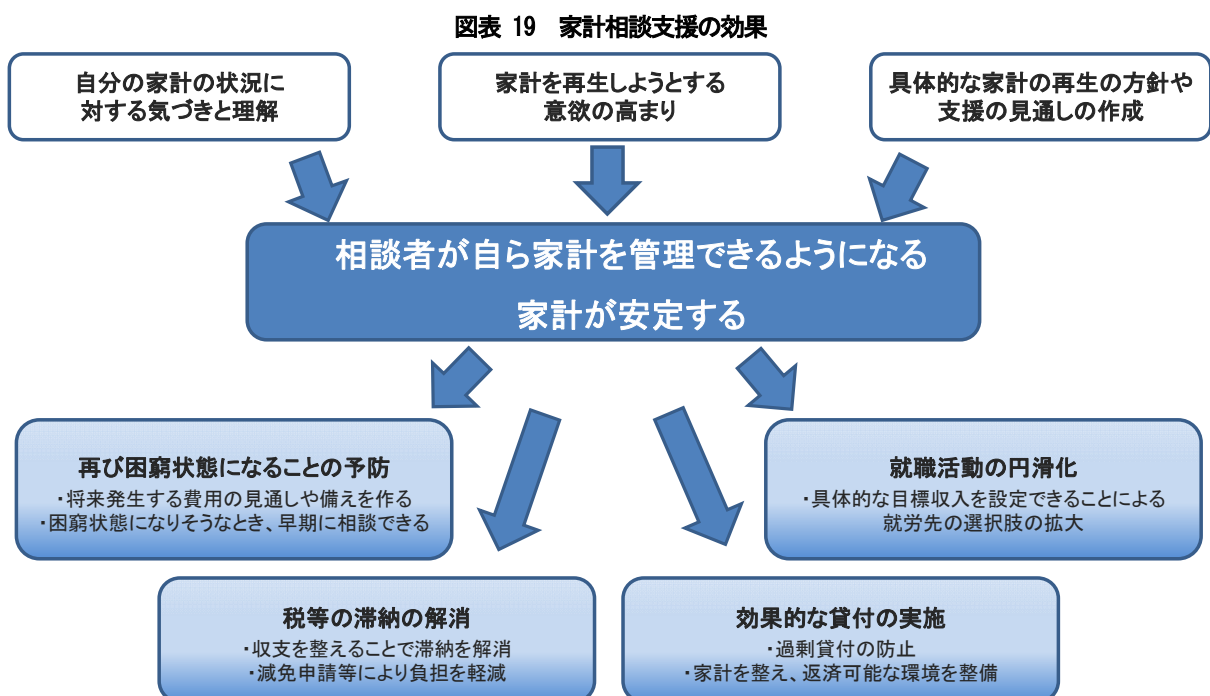 図表 19 家計相談支援の効果
自分の家計の状況に
対する気づきと理解
家計を再生しようとする
意欲の高まり
具体的な家計の再生の方針や
支援の見通しの作成
相談者が自ら家計を管理できるようになる
家計が安定する
再び困窮状態になることの予防
・将来発生する費用の見通しや備えを作る
・困窮状態になりそうなとき、早期に相談できる
就職活動の円滑化
・具体的な目標収入を設定できることによる
就労先の選択肢の拡大
税等の滞納の解消
・収支を整えることで滞納を解消
・減免申請等により負担を軽減
効果的な貸付の実施
・過剰貸付の防止
・家計を整え、返済可能な環境を整備